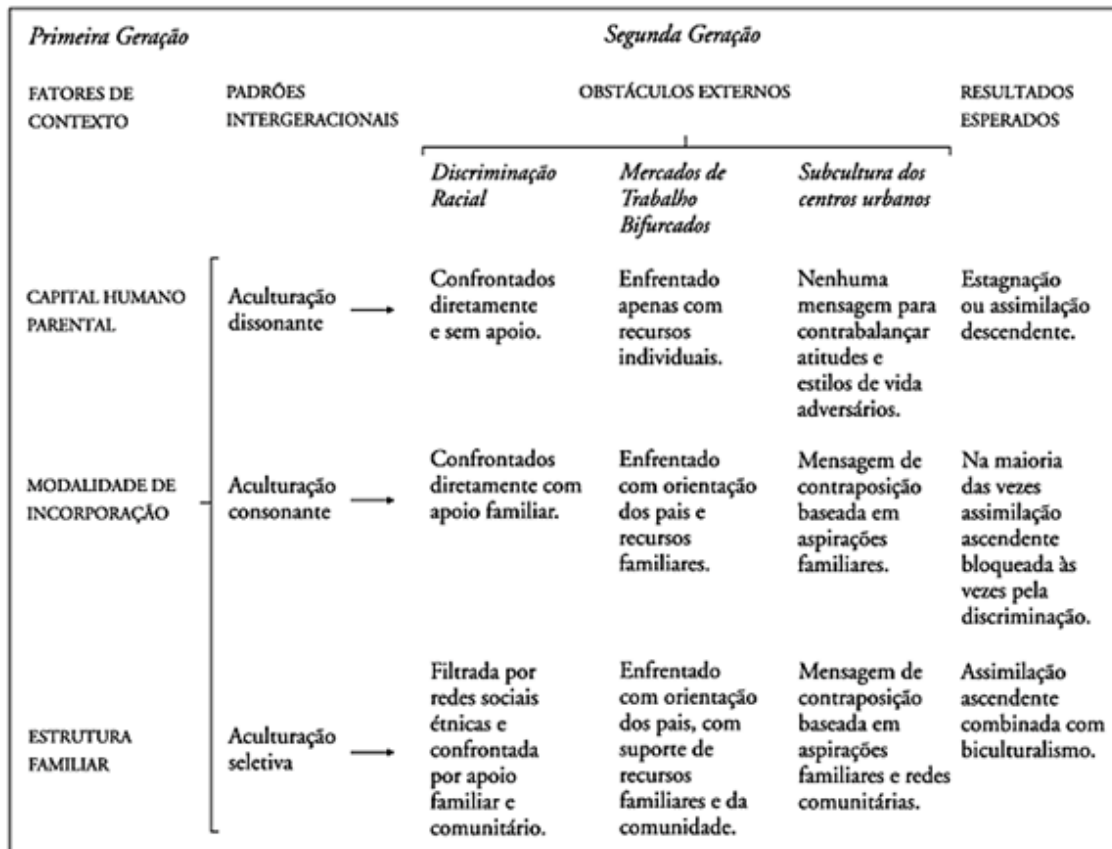 Primeira Geração
Segunda Geração
FATORES DE
CONTEXTO
PADRÕES
INTERGERACIONAIS
OBSTÁCULOS EXTERNOS
RESULTADOS
ESPERADOS
Discriminação
Racial
Mercados de
Trabalho
Bifurcados
Subcultura dos
centros urbanos
CAPITAL HUMANO
PARENTAL
Aculturação
dissonante
Confrontados
diretamente
e sem apoio.
Enfrentado
apenas com
recursos
individuais.
Nenhuma
mensagem para
contrabalançar
atitudes e
estilos de vida
adversários.
Estagnação
ou assimilação
descendente.
MODALIDADE DE
INCORPORAÇÃO
Aculturação
consonante
Confrontados
diretamente com
apoio familiar.
Enfrentado
com orientação
dos pais e
recursos
familiares.
Mensagem de
contraposição
baseada em
aspirações
familiares.
Na maioria
das vezes
assimilação
ascendente
bloqueada às
vezes pela
discriminação.
ESTRUTURA
FAMILIAR
Aculturação
seletiva
Filtrada por
redes sociais
étnicas e
confrontada
por apoio
familiar e
comunitário.
Enfrentado
com orientação
dos pais, com
suporte de
recursos
familiares e da
comunidade.
Mensagem de
contraposição
baseada em
aspirações
familiares e redes
comunitárias.
Assimilação
ascendente
combinada com
biculturalismo.